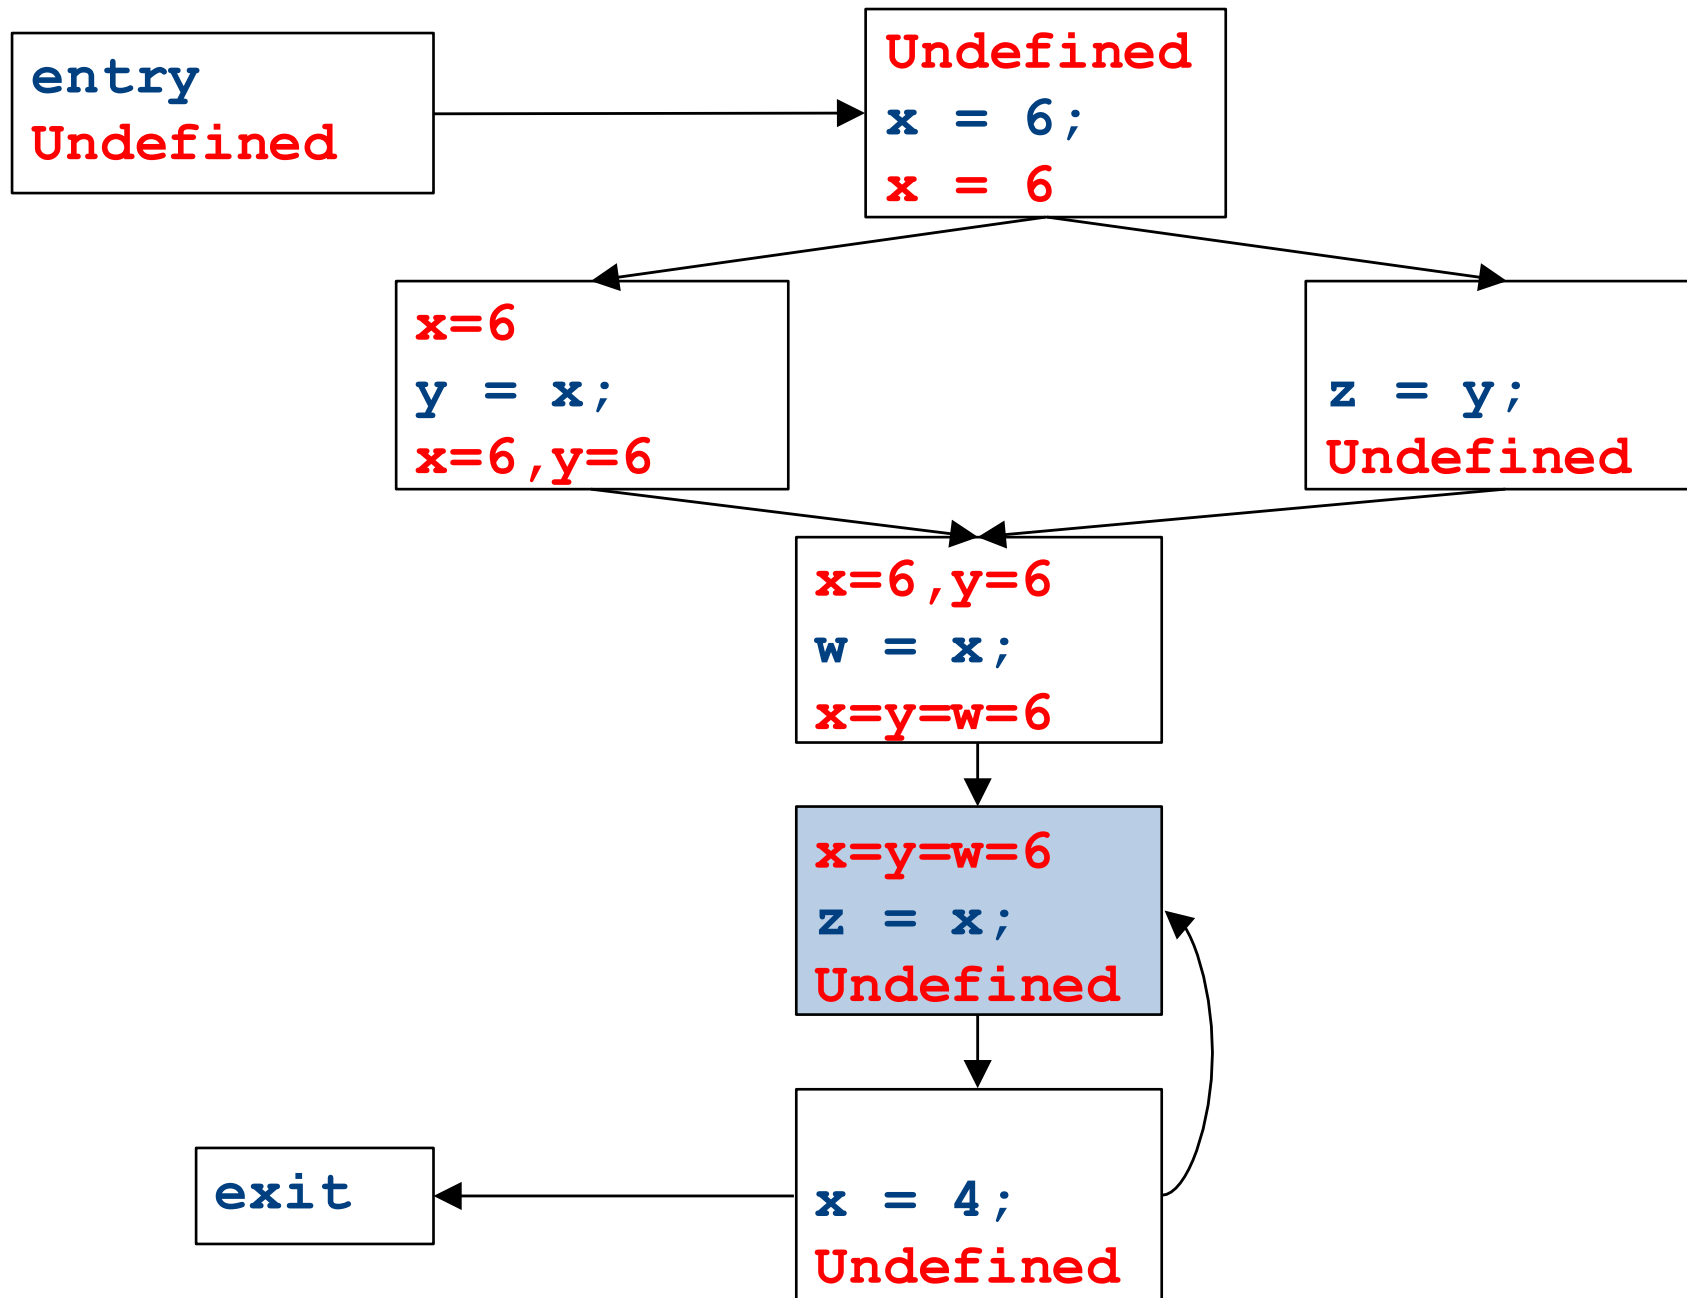 entry
Undefined
Undefined
x = 6;
x = 6
x=6
y = x;
x=6,y=6
z = y;
Undefined
x=6,y=6
w = x;
x=y=w=6
x=y=w=6
z = x;
Undefined
exit
x = 4;
Undefined